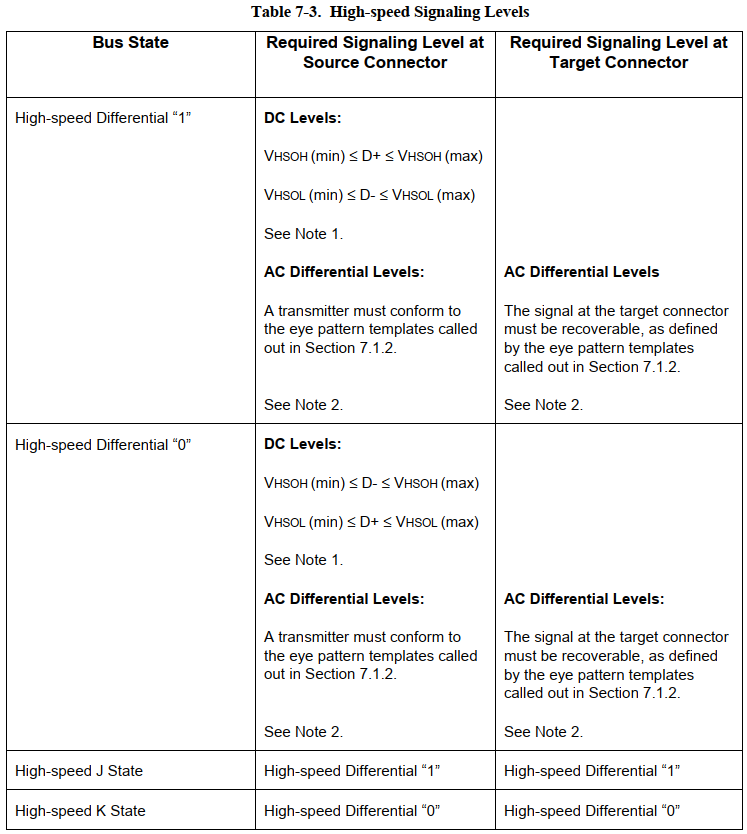 Table 7-3.  High-speed Signaling Levels
Bus State
Required Signaling Level at
Source Connector
Required Signaling Level at
Target Connector
High-speed Differential “1”
DC Levels:
VHSOH (min) ≤ D+ ≤ VHSOH (max)
VHSOL (min) ≤ D- ≤ VHSOL (max)
See Note 1.
AC Differential Levels:
A transmitter must conform to
the eye pattern templates called
out in Section 7.1.2.
See Note 2.
AC Differential Levels
The signal at the target connector
must be recoverable, as defined
by the eye pattern templates
called out in Section 7.1.2.
See Note 2.
High-speed Differential “0”
DC Levels:
VHSOH (min) ≤ D- ≤ VHSOH (max)
VHSOL (min) ≤ D+ ≤ VHSOL (max)
See Note 1.
AC Differential Levels:
A transmitter must conform to
the eye pattern templates called
out in Section 7.1.2.
See Note 2.
AC Differential Levels:
The signal at the target connector
must be recoverable, as defined
by the eye pattern templates
called out in Section 7.1.2.
See Note 2.
High-speed J State
High-speed Differential “1”
High-speed Differential “1”
High-speed K State
High-speed Differential “0”
High-speed Differential “0”